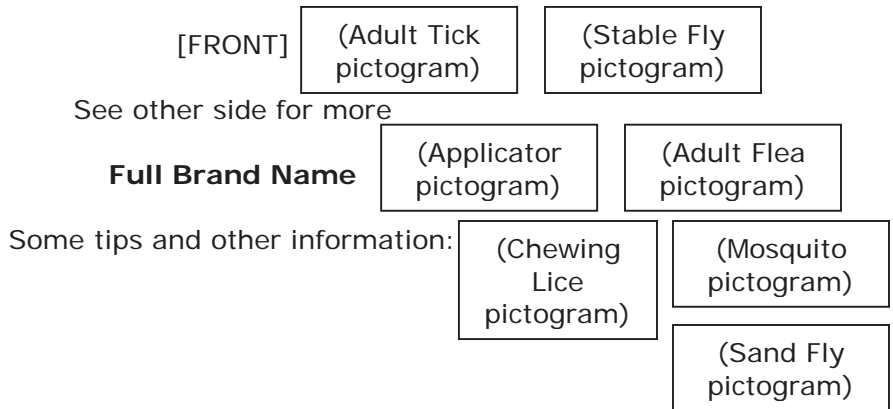 [FRONT]
(Adult Tick
pictogram)
(Stable Fly
pictogram)
See other side for more
Full Brand Name
(Applicator
pictogram)
(Adult Flea
pictogram)
Some tips and other information:
(Chewing
Lice
pictogram)
(Mosquito
pictogram)
(Sand Fly
pictogram)